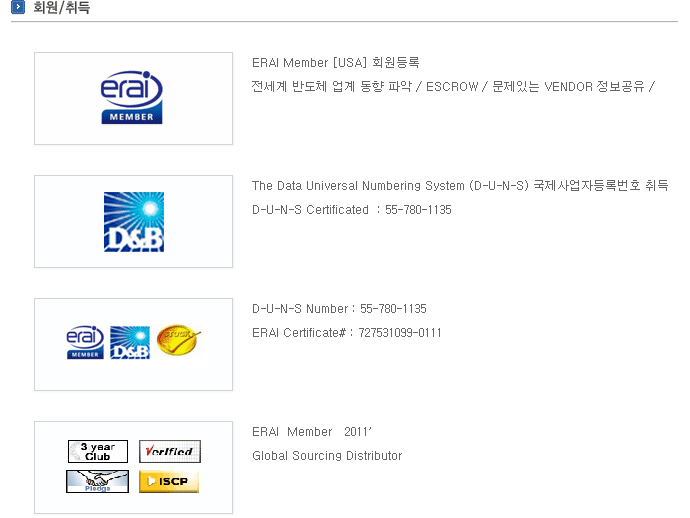 회원/취득
erai
MEMBER
ERAI Member [USA] 회원등록
전세계 반도체 업계 동향 파악 / ESCROW / 문제있는 VENDOR 정보공유 /
D&B
The Data Universal Numbering System (D-U-N-S) 국제사업자등록번호 취득
D-U-N-S Certificated : 55-780-1135
erai
MEMBER
D&B
STOCK
D-U-N-S Number : 55-780-1135
ERAI Certificate# : 727531099-0111
3 year
Club
Verified
Pledge
ISCP
ERAI Member 2011'
Global Sourcing Distributor